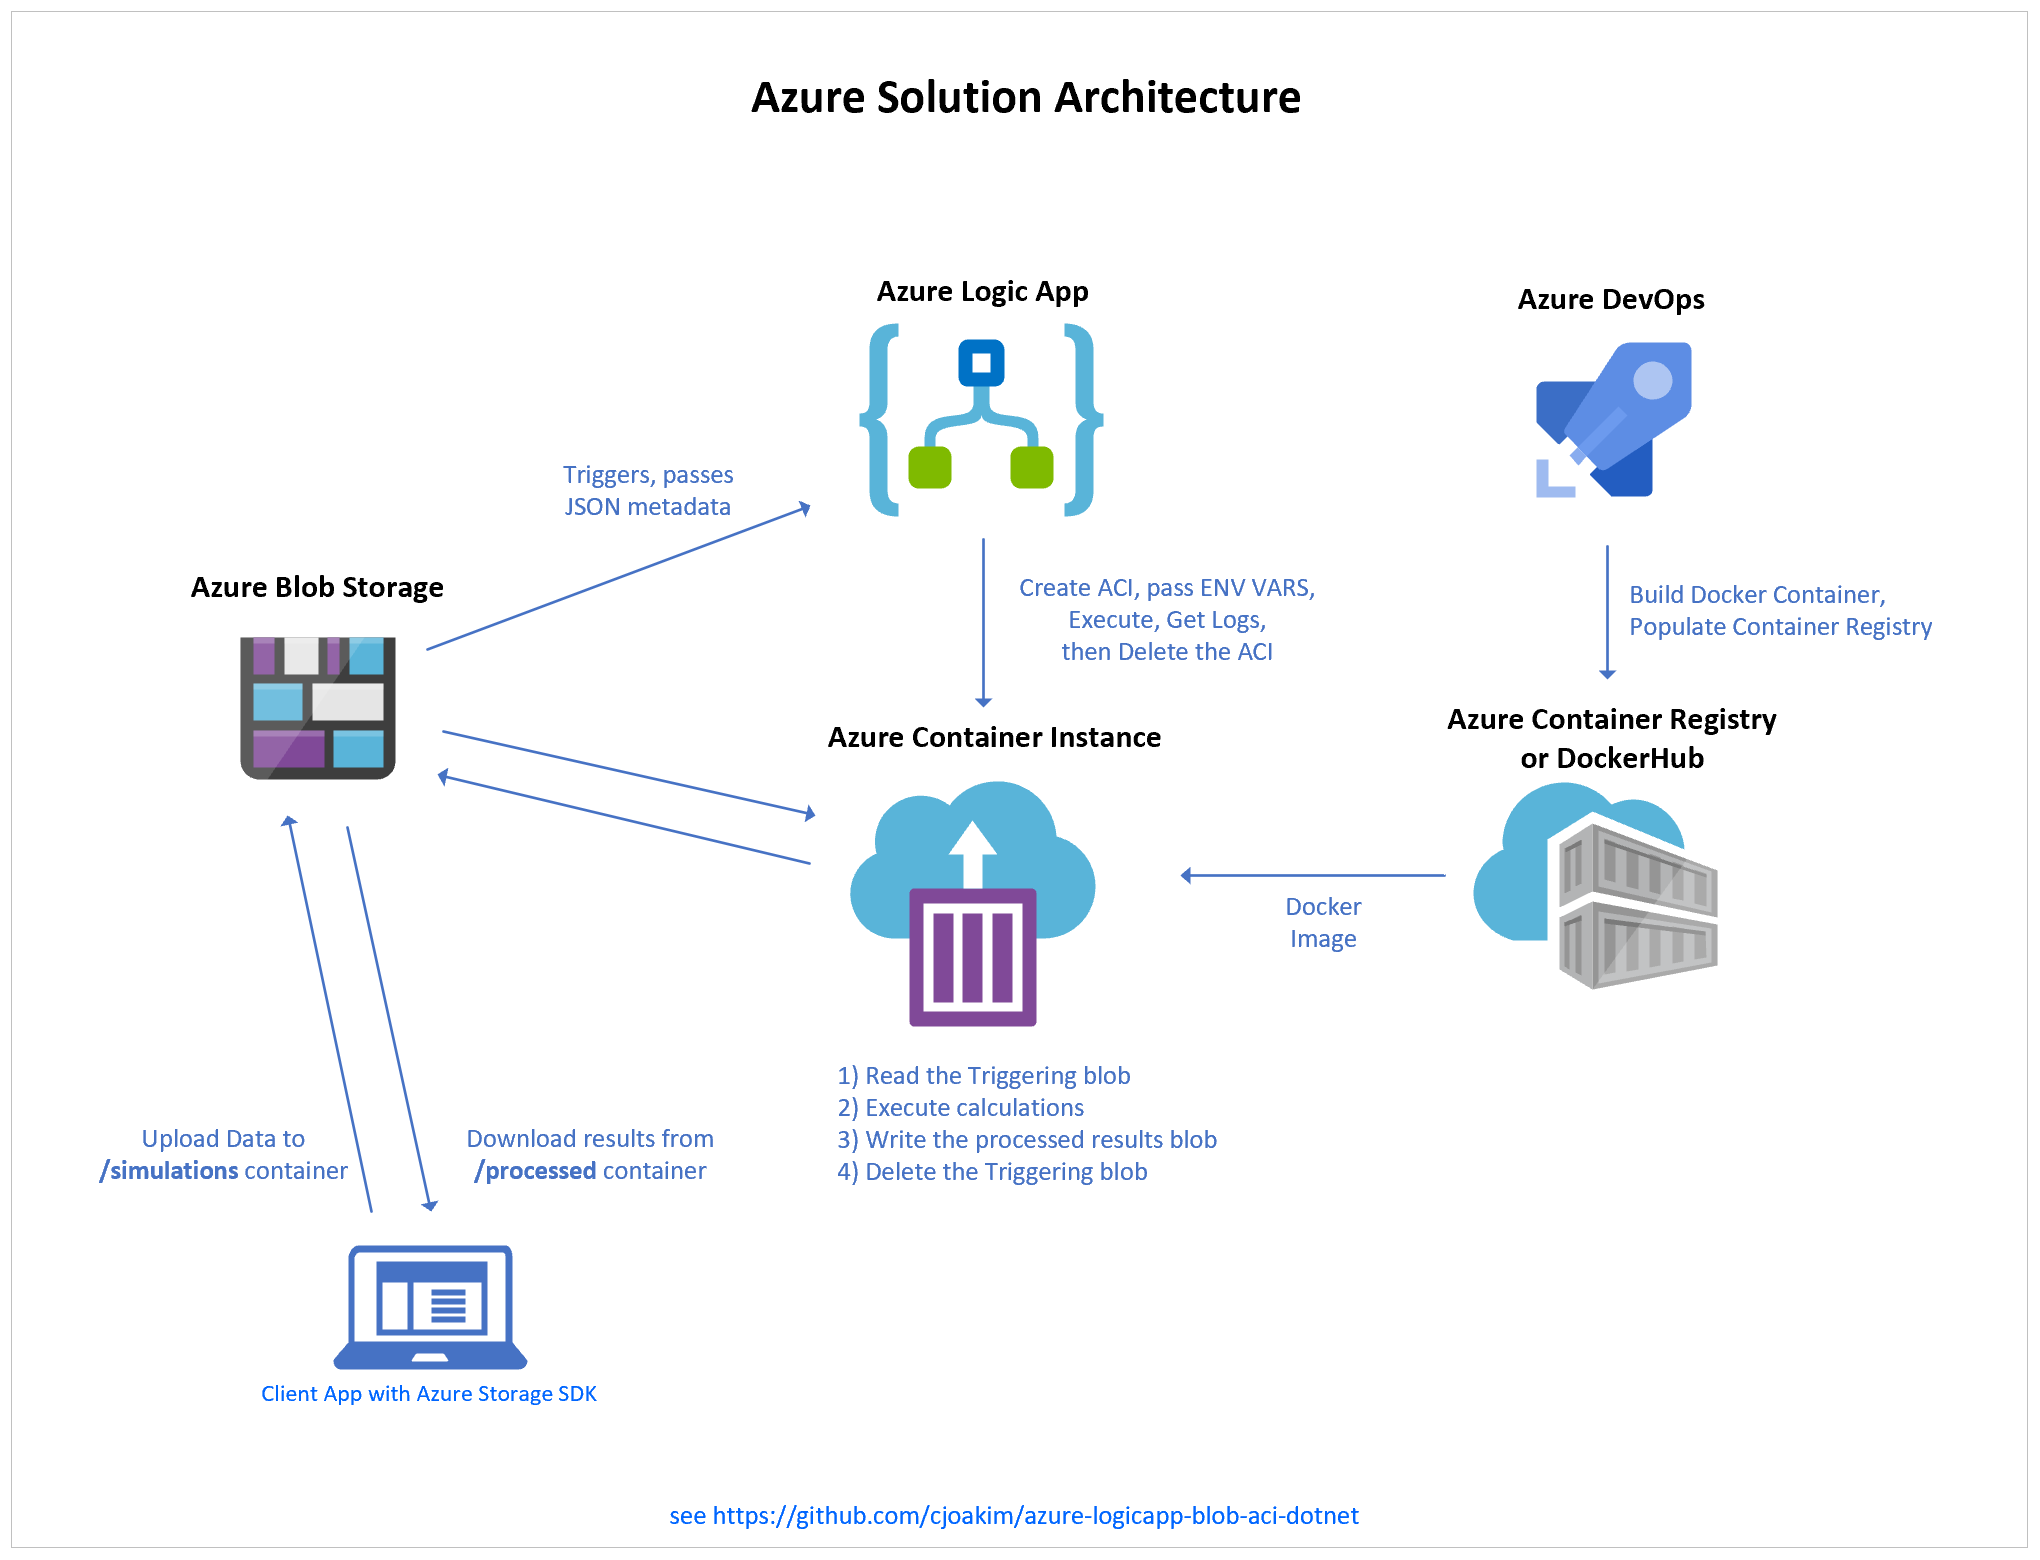 Azure Solution Architecture
Azure Logic App
Azure DevOps
Triggers, passes
JSON metadata
Azure Blob Storage
Create ACI, pass ENV VARS,
Execute, Get Logs,
then Delete the ACI
Build Docker Container,
Populate Container Registry
Azure Container Instance
Azure Container Registry
or DockerHub
Docker
Image
1) Read the Triggering blob
2) Execute calculations
3) Write the processed results blob
4) Delete the Triggering blob
Upload Data to
/simulations container
Download results from
/processed container
Client App with Azure Storage SDK
see https://github.com/cjoakim/azure-logicapp-blob-aci-dotnet